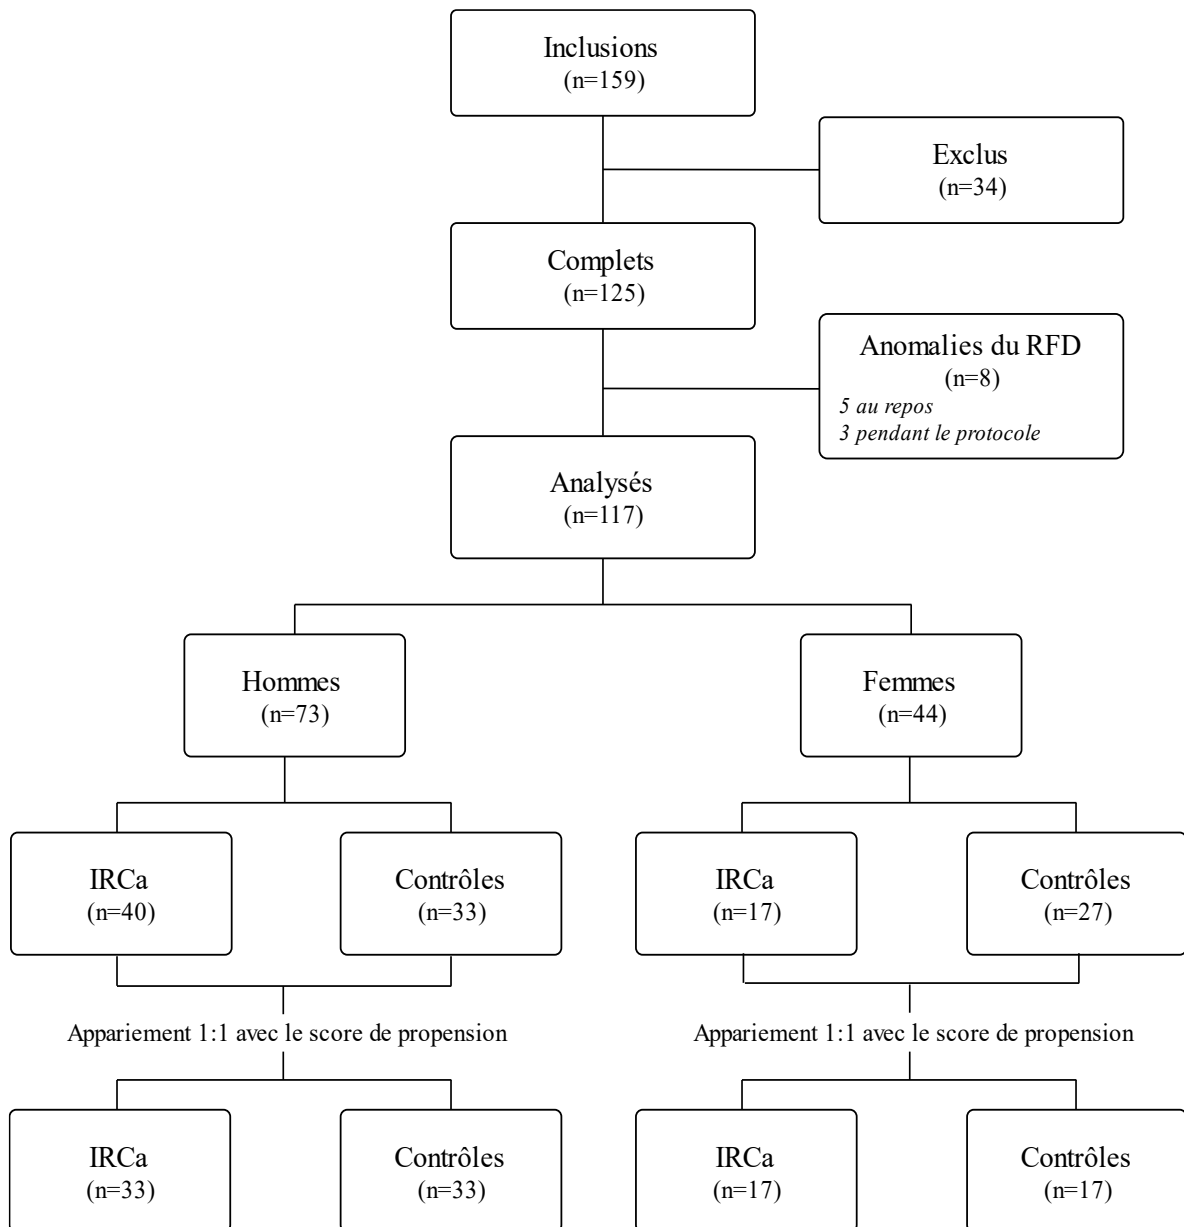 Inclusions
(n=159)
Exclus
(n=34)
Complets
(n=125)
Anomalies du RFD
(n=8)
5 au repos
3 pendant le protocole
Analysés
(n=117)
Hommes
(n=73)
Femmes
(n=44)
IRCa
(n=40)
Contrôles
(n=33)
IRCa
(n=17)
Contrôles
(n=27)
Appariement 1:1 avec le score de propension
Appariement 1:1 avec le score de propension
IRCa
(n=33)
Contrôles
(n=33)
IRCa
(n=17)
Contrôles
(n=17)